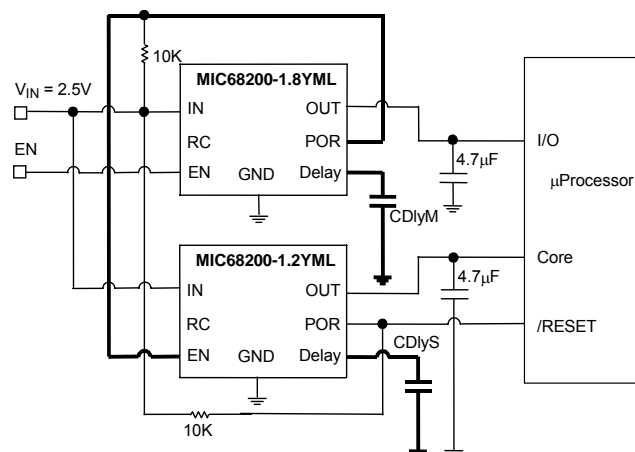 10K
MIC68200-1.8YML
VIN = 2.5V
IN
OUT
RC
POR
I/O
EN
EN
GND
Delay
4.7µF
µProcessor
CDlyM
MIC68200-1.2YML
IN
OUT
4.7µF
Core
RC
POR
/RESET
EN
GND
Delay
CDlyS
10K